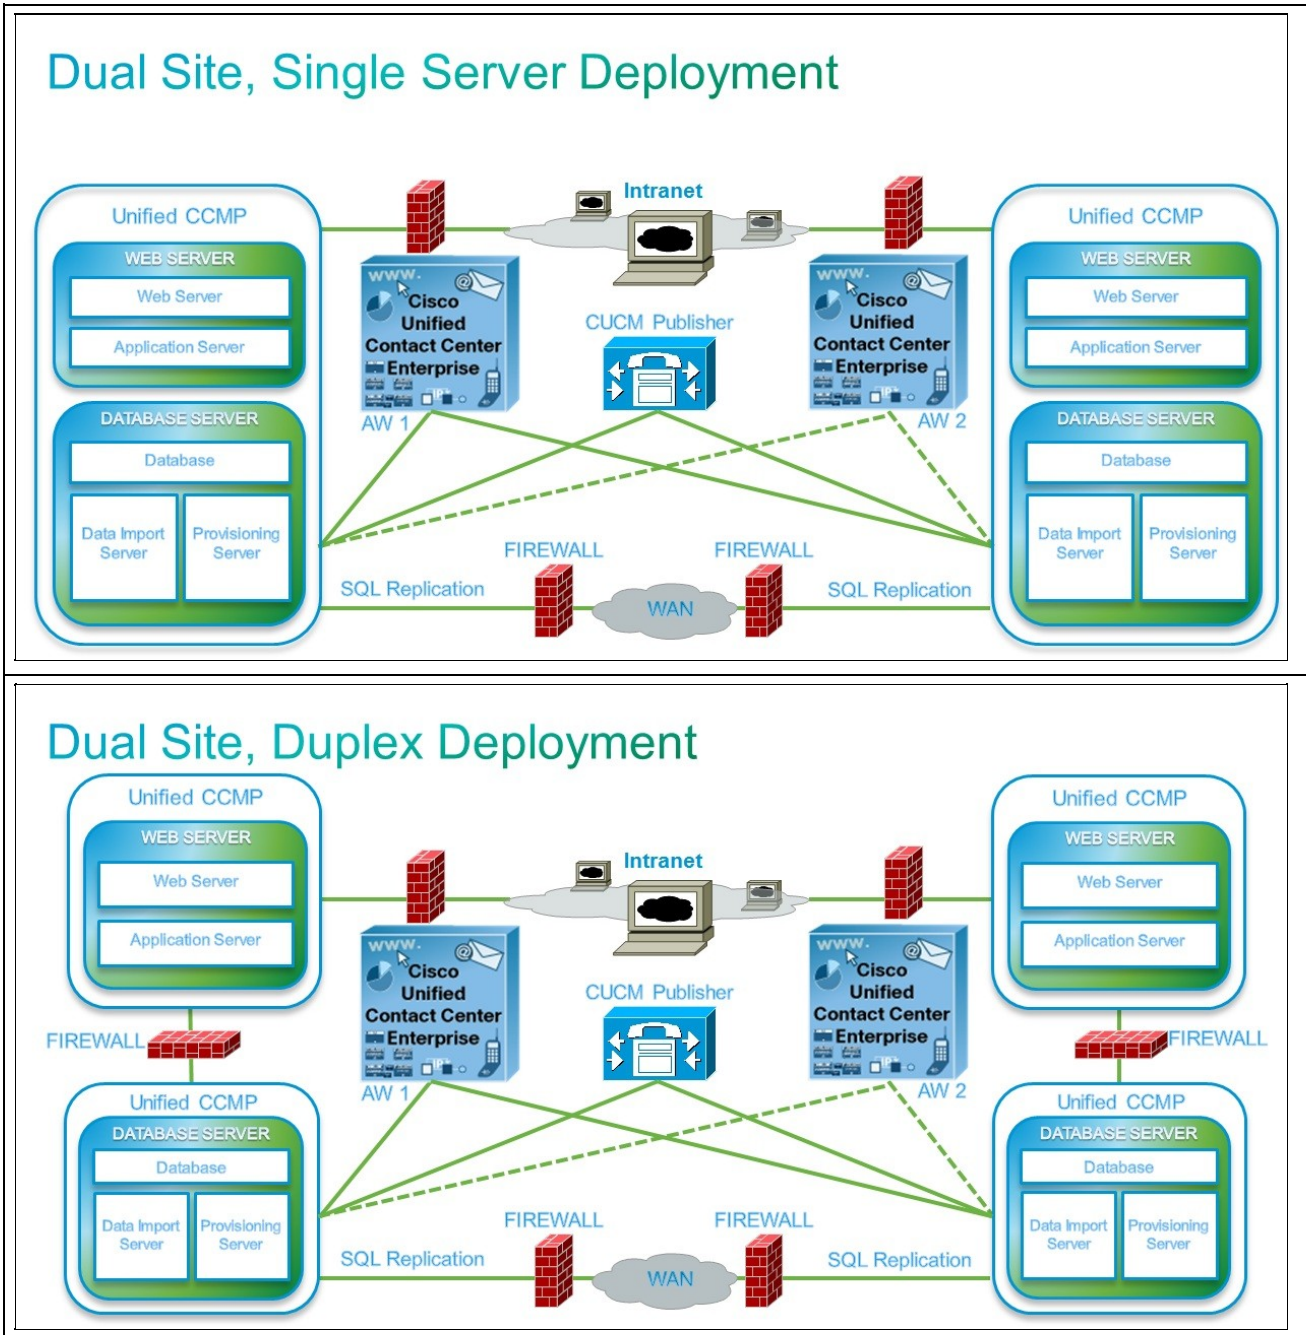 Dual Site, Single Server Deployment
Intranet
Unified CCMP
WEB SERVER
Web Server
Application Server
DATABASE SERVER
Database
Data Import
Server
Provisioning
Server
www.
@
Cisco
Unified
Contact Center
Enterprise
IP
AW 1
CUCM Publisher
www.
@
Cisco
Unified
Contact Center
Enterprise
IP
AW 2
Unified CCMP
WEB SERVER
Web Server
Application Server
DATABASE SERVER
Database
Data Import
Server
Provisioning
Server
FIREWALL
FIREWALL
SQL Replication
WAN
SQL Replication
Dual Site, Duplex Deployment
Unified CCMP
WEB SERVER
Web Server
Application Server
FIREWALL
Unified CCMP
DATABASE SERVER
Database
Data Import
Server
Provisioning
Server
Intranet
www.
@
Cisco
Unified
Contact Center
Enterprise
IP
AW 1
CUCM Publisher
www.
@
Cisco
Unified
Contact Center
Enterprise
IP
AW 2
Unified CCMP
WEB SERVER
Web Server
Application Server
FIREWALL
Unified CCMP
DATABASE SERVER
Database
Data Import
Server
Provisioning
Server
FIREWALL
FIREWALL
SQL Replication
WAN
SQL Replication